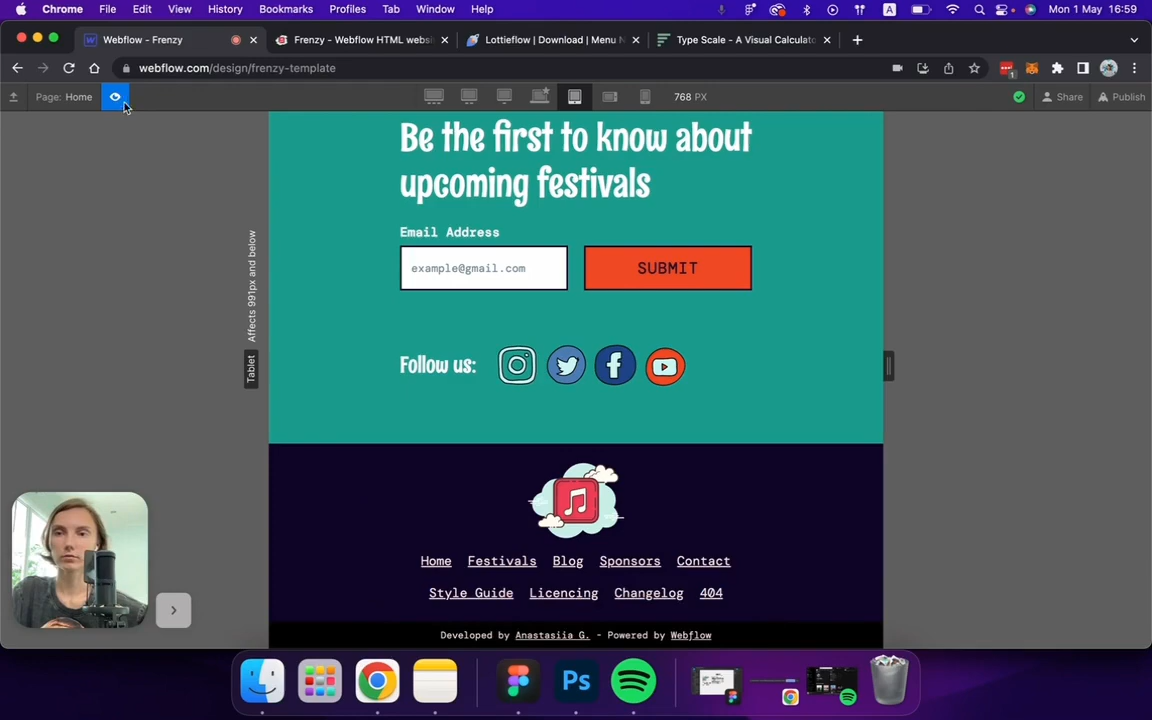 Chrome File Edit View History Bookmarks Profiles Tab Window Help A Mon 1 May 16:59
Webflow - Frenzy Frenzy - Webflow HTML websi Lottieflow | Download | Menu N Type Scale - A Visual Calculato
webflow.com/design/frenzy-template 1
Page: Home 768 PX Share Publish
Be the first to know about
upcoming festivals
Email Address
example@gmail.com SUBMIT
Affects 991px and below
Tablet
Follow us:
Home Festivals Blog Sponsors Contact
Style Guide Licencing Changelog 404
Developed by Anastasiia G. - Powered by Webflow
Ps